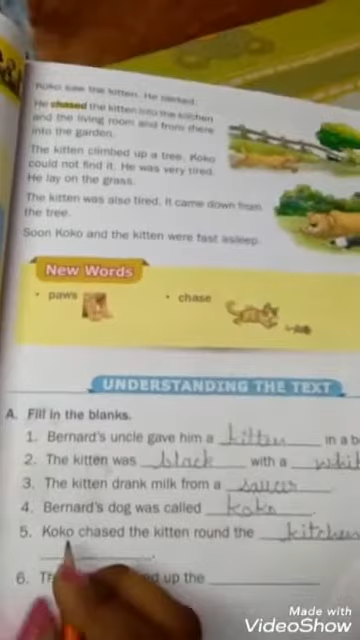 Koko saw the kitten. He barked.
He chased the kitten into the kitchen
and the living room and from there
into the garden.
The kitten climbed up a tree. Koko
could not find it. He was very tired.
He lay on the grass.
The kitten was also tired. It came down from
the tree.
Soon Koko and the kitten were fast asleep.
New Words
• paws • chase
UNDERSTANDING THE TEXT
A. Fill in the blanks.
1. Bernard's uncle gave him a kitten in a b
2. The kitten was black with a whit
3. The kitten drank milk from a saucer.
4. Bernard's dog was called koko.
5. Koko chased the kitten round the kitchen
6. up the
Made with
VideoShow